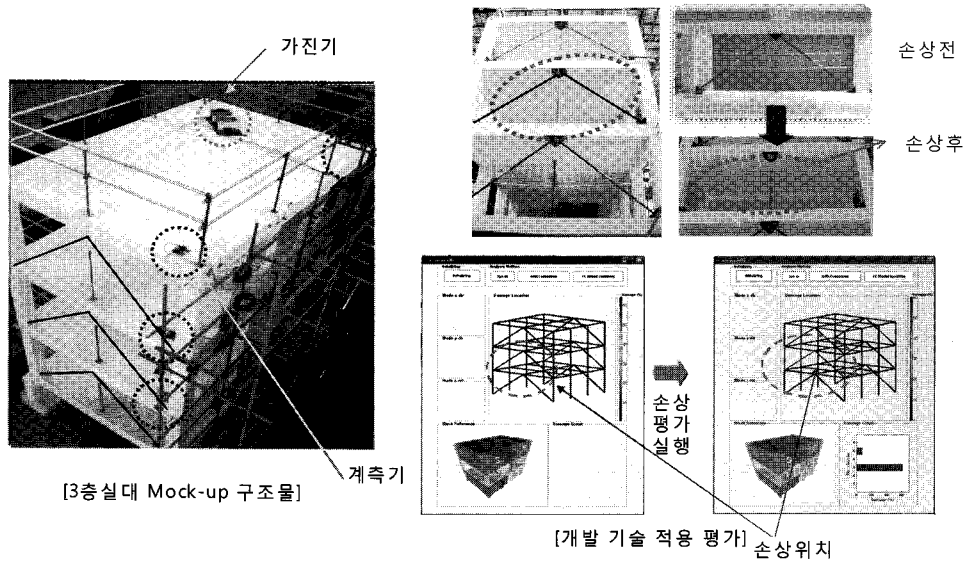 가진기
손상전
손상후
손상
평가
실행
계측기
[3층실대 Mock-up 구조물]
[개발 기술 적용 평가]
손상위치